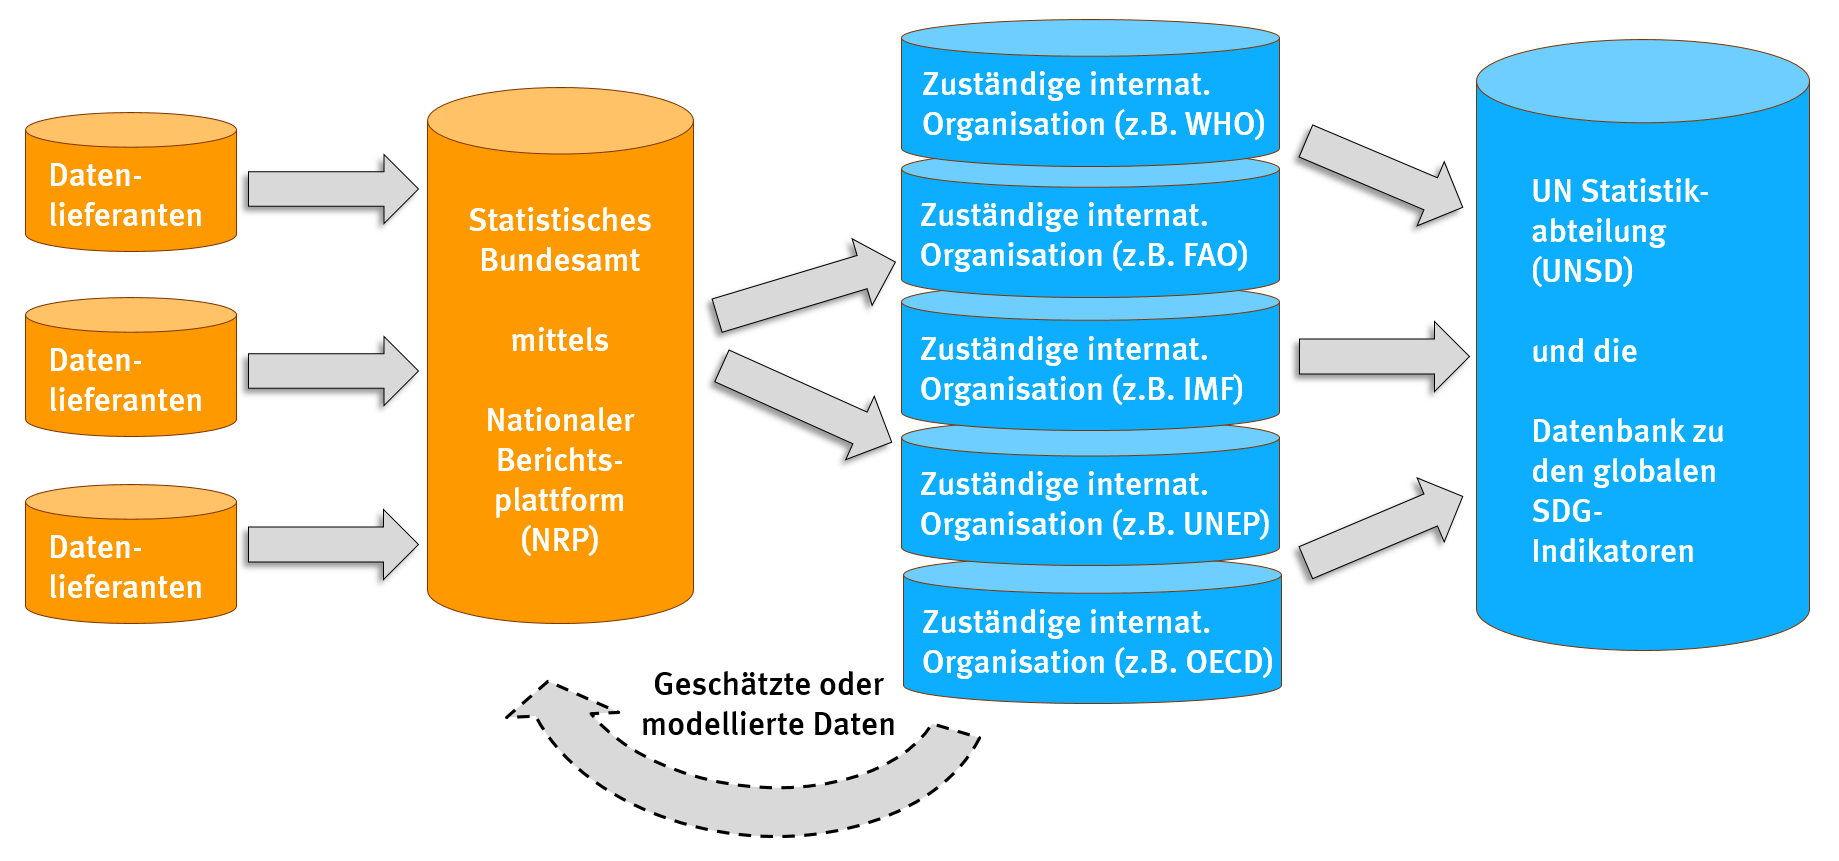 Daten-
lieferanten
Daten-
lieferanten
Daten-
lieferanten
Statistisches
Bundesamt
mittels
Nationaler
Berichts-
plattform
(NRP)
Zuständige internat.
Organisation (z.B. WHO)
Zuständige internat.
Organisation (z.B. FAO)
Zuständige internat.
Organisation (z.B. IMF)
Zuständige internat.
Organisation (z.B. UNEP)
Zuständige internat.
Organisation (z.B. OECD)
UN Statistik-
abteilung
(UNSD)
und die
Datenbank zu
den globalen
SDG-
Indikatoren
Geschätzte oder
modellierte Daten